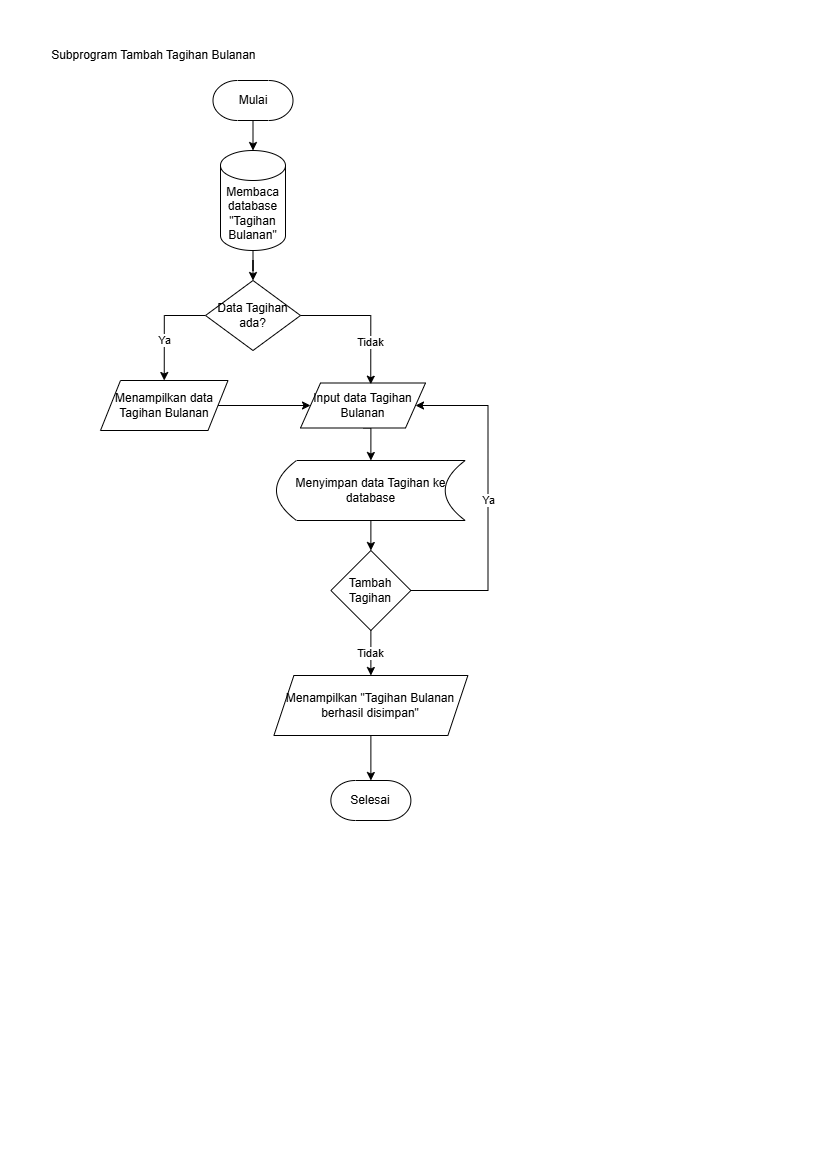 Subprogram Tambah Tagihan Bulanan
Mulai
Membaca
database
"Tagihan
Bulanan"
Data Tagihan
ada?
Ya
Tidak
Menampilkan data
Tagihan Bulanan
Input data Tagihan
Bulanan
Menyimpan data Tagihan ke
database
Ya
Tambah
Tagihan
Tidak
Menampilkan "Tagihan Bulanan
berhasil disimpan"
Selesai